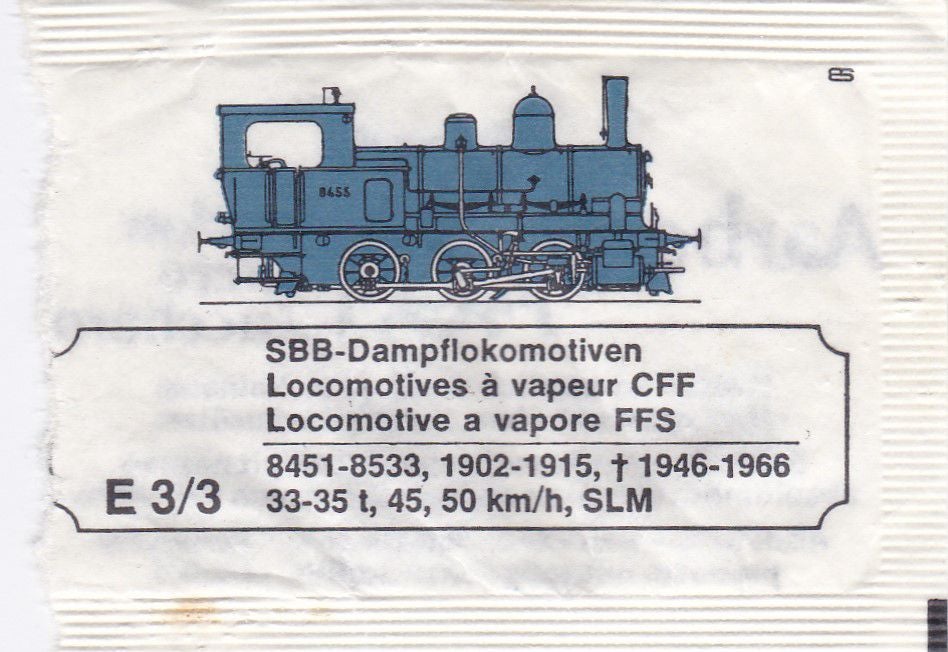 8455
SBB-Dampflokomotiven
Locomotives à vapeur CFF
Locomotive a vapore FFS
8451-8533, 1902-1915, † 1946-1966
E 3/3 33-35 t, 45, 50 km/h, SLM